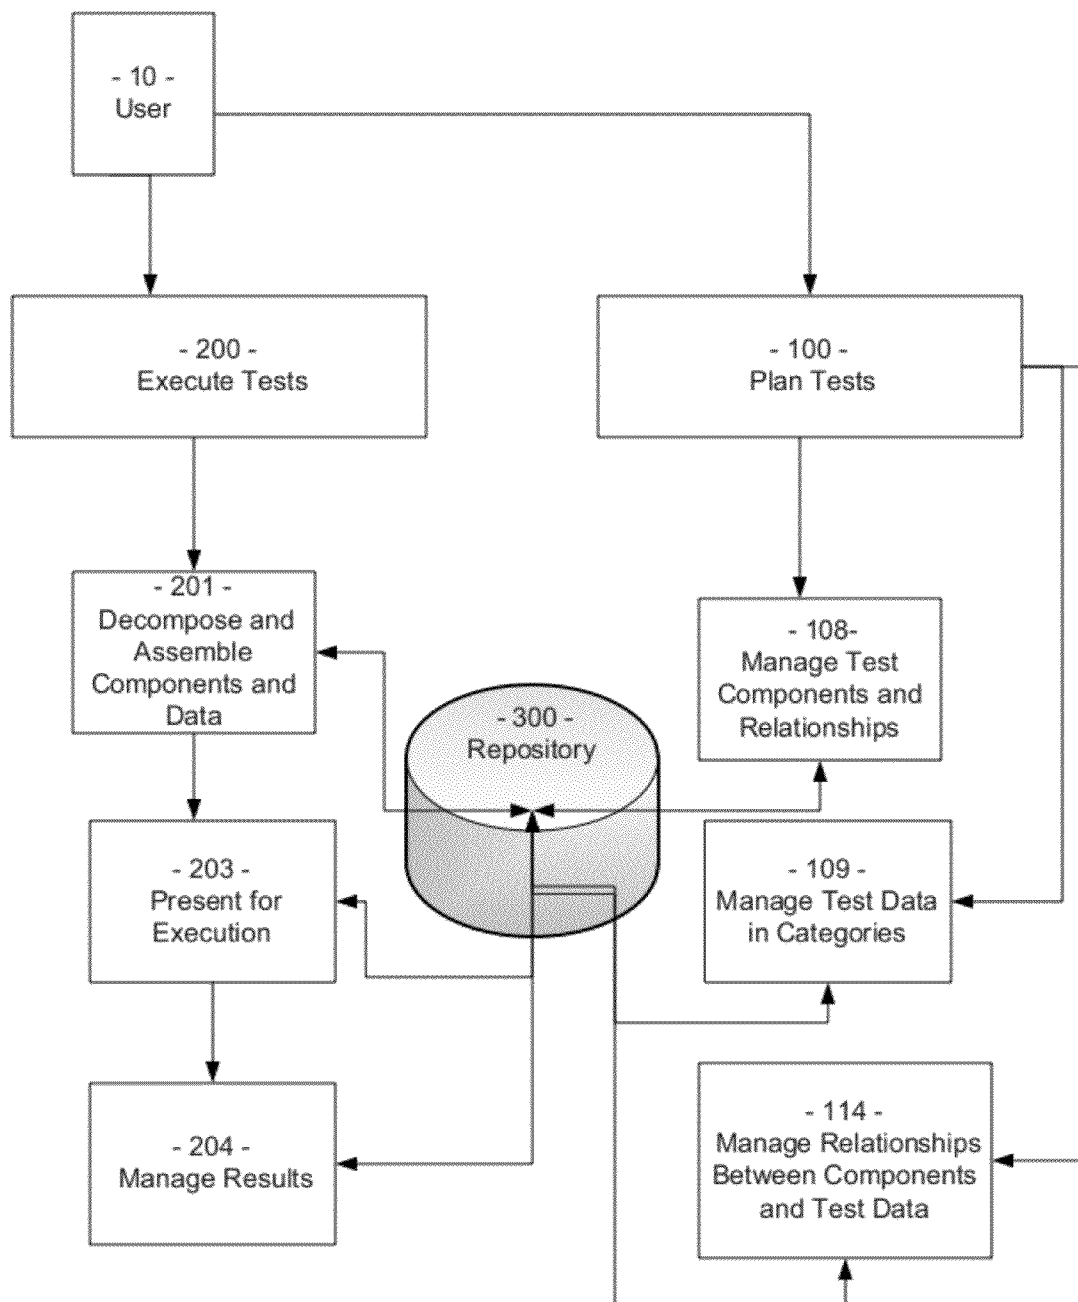 - 10 -
User
- 200 -
Execute Tests
- 100 -
Plan Tests
- 201 -
Decompose and
Assemble
Components and
Data
- 108-
Manage Test
Components and
Relationships
- 300 -
Repository
- 203 -
Present for
Execution
- 109 -
Manage Test Data
in Categories
- 204 -
Manage Results
- 114 -
Manage Relationships
Between Components
and Test Data